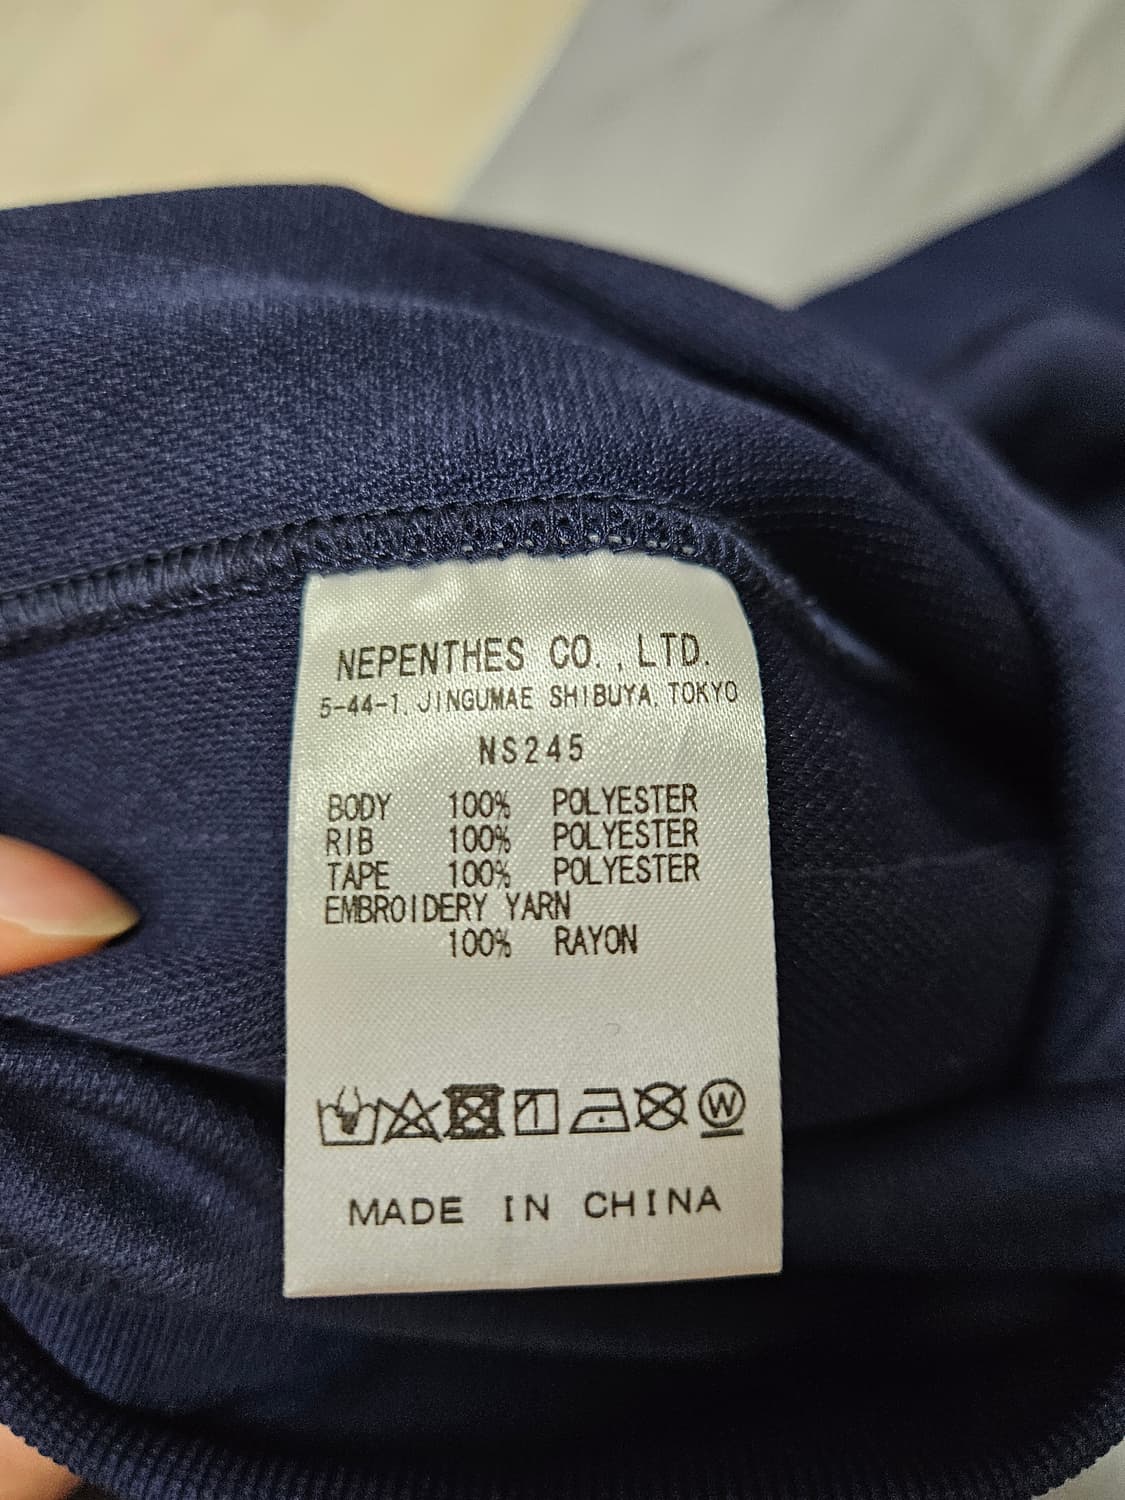 NEPENTHES CO., LTD.
5-44-1, JINGUMAE SHIBUYA, TOKYO
NS245
BODY 100% POLYESTER
RIB 100% POLYESTER
TAPE 100% POLYESTER
EMBROIDERY YARN
100% RAYON
W
MADE IN CHINA